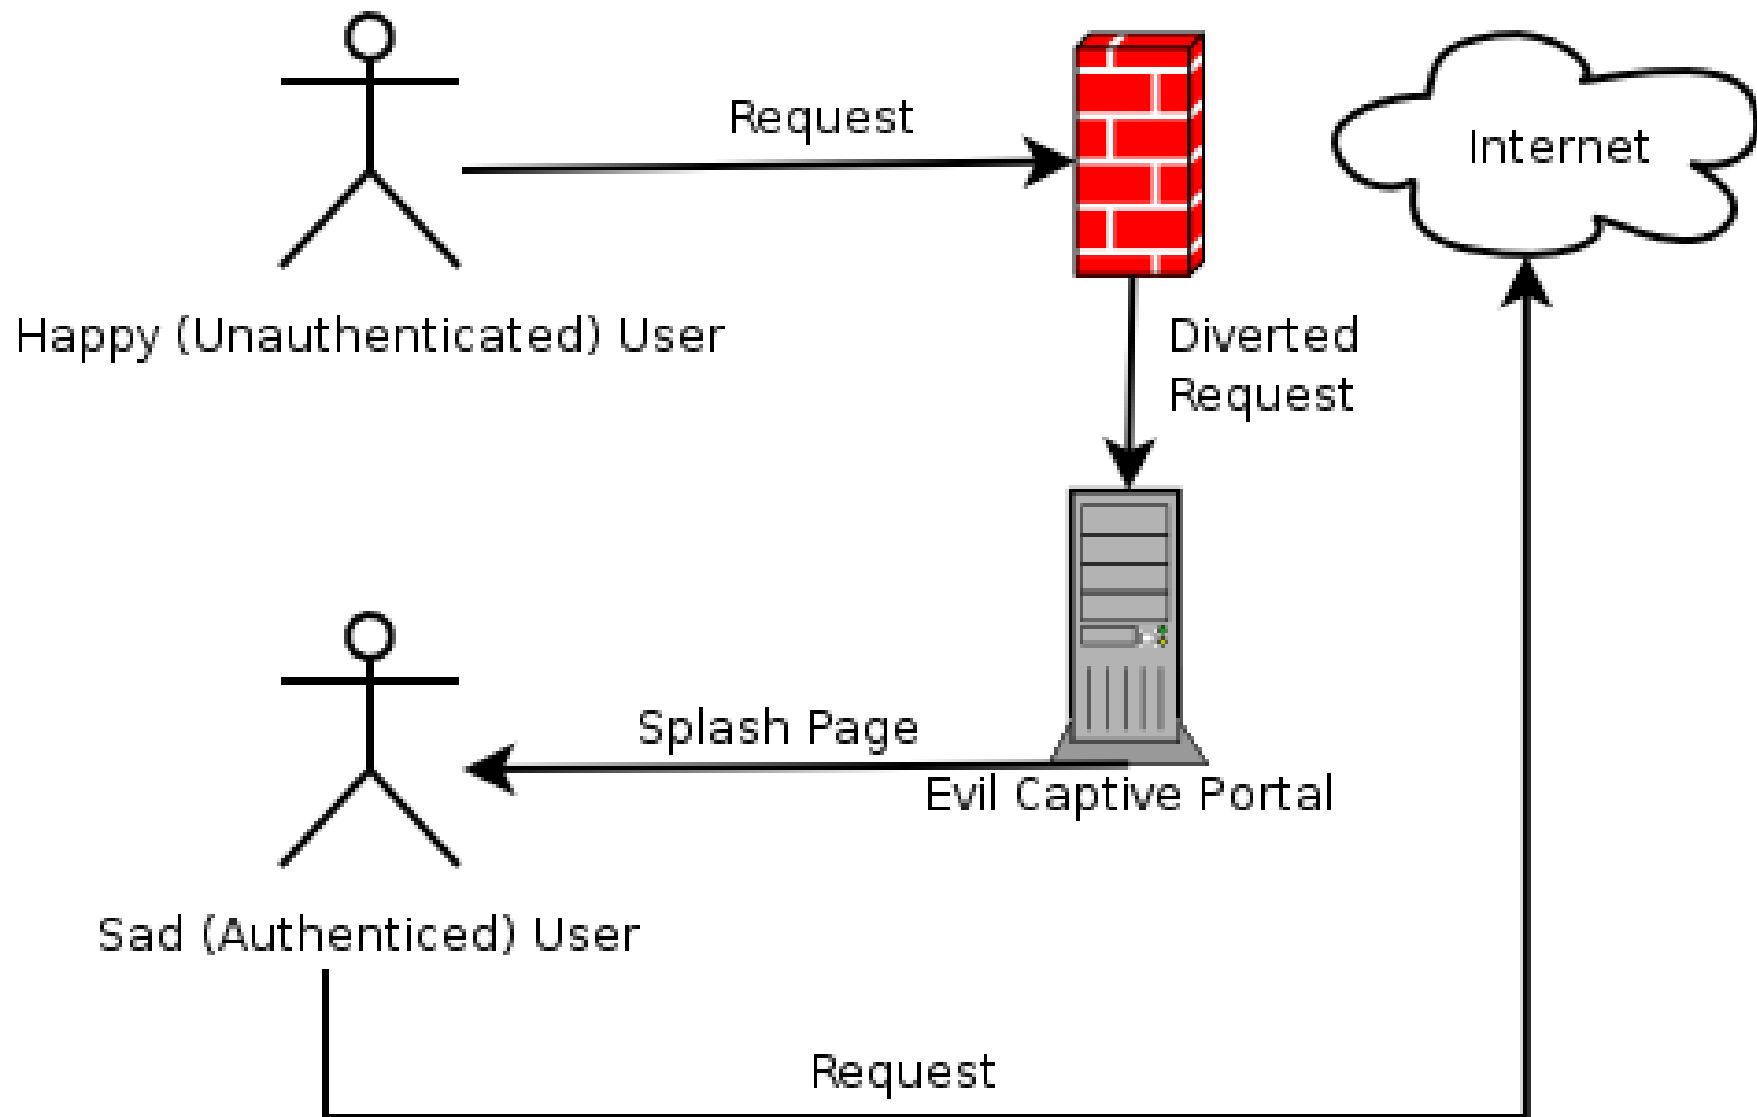 Request
Internet
Happy (Unauthenticated) User
Diverted
Request
Splash Page
Evil Captive Portal
Sad (Authenticed) User
Request